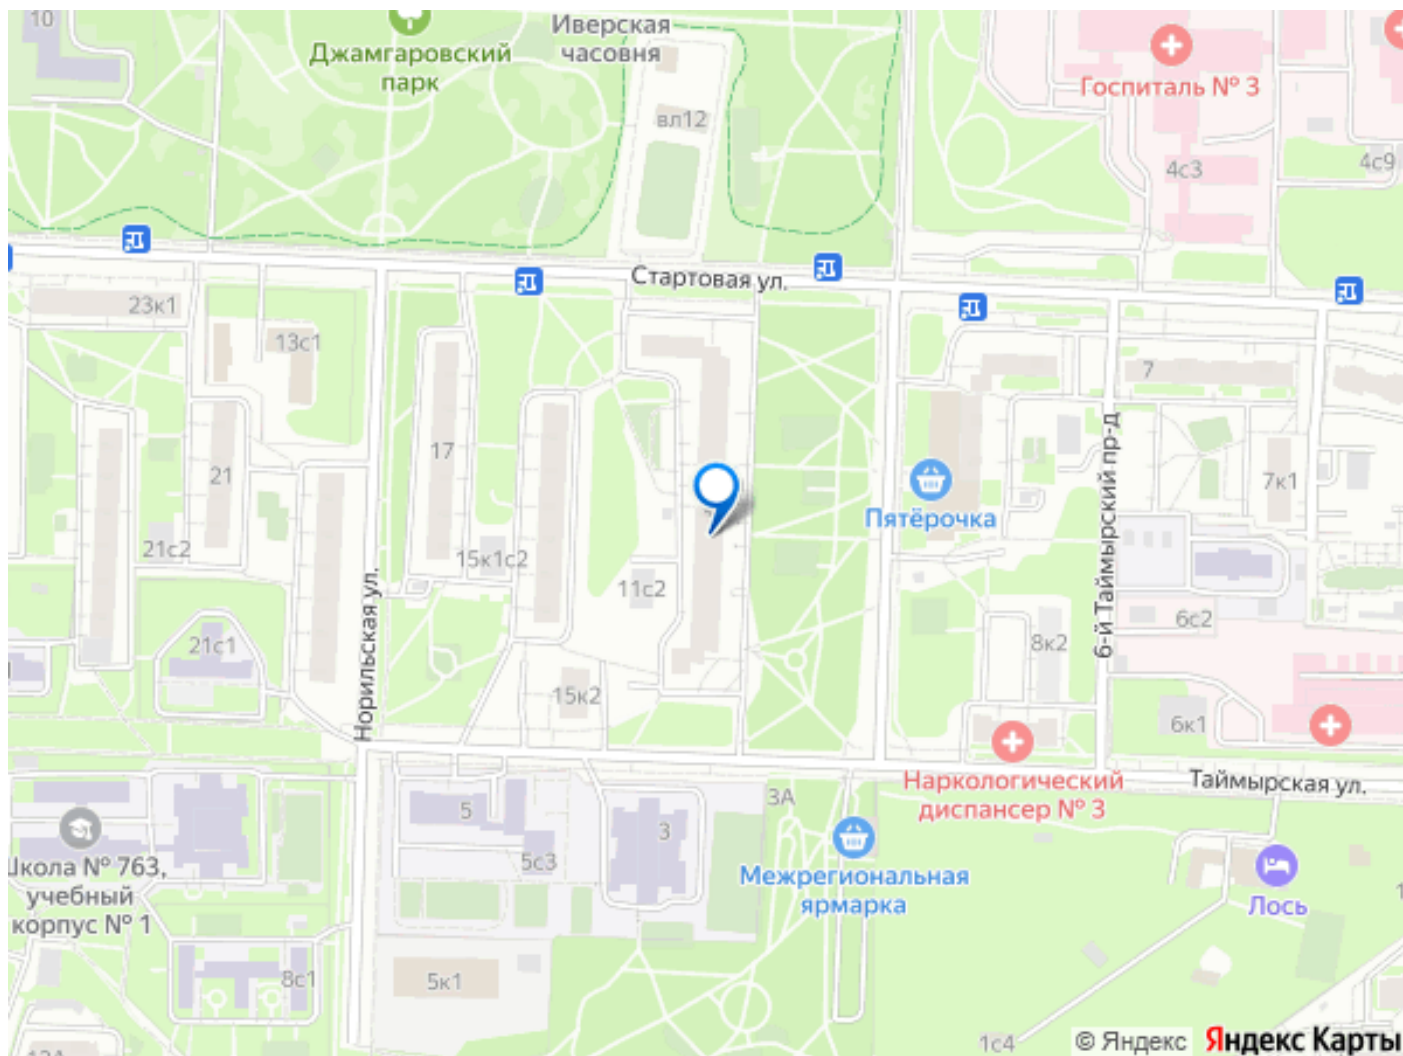 10
Джамгаровский
парк
Иверская
часовня
вл12
Госпиталь № 3
4с3
4с9
Стартовая ул.
23к1
13с1
7
17
21
7к1
Пятёрочка
6-й Таймырский пр-д
21с2
15к1с2
11с2
Норильская ул.
21с1
6с2
8к2
15к2
6к1
Наркологический
диспансер № 3
Таймырская ул.
3А
5
3
5с3
Школа № 763,
учебный
корпус № 1
Межрегиональная
ярмарка
Лось
8с1
5к1
1с4
© Яндекс Яндекс Карты